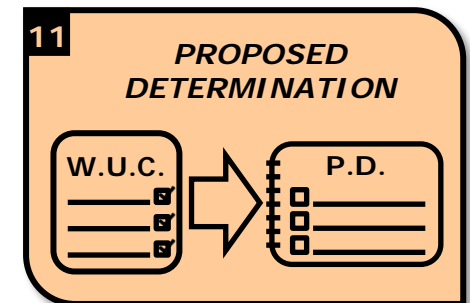 11
PROPOSED
DETERMINATION
W.U.C.
P.D.